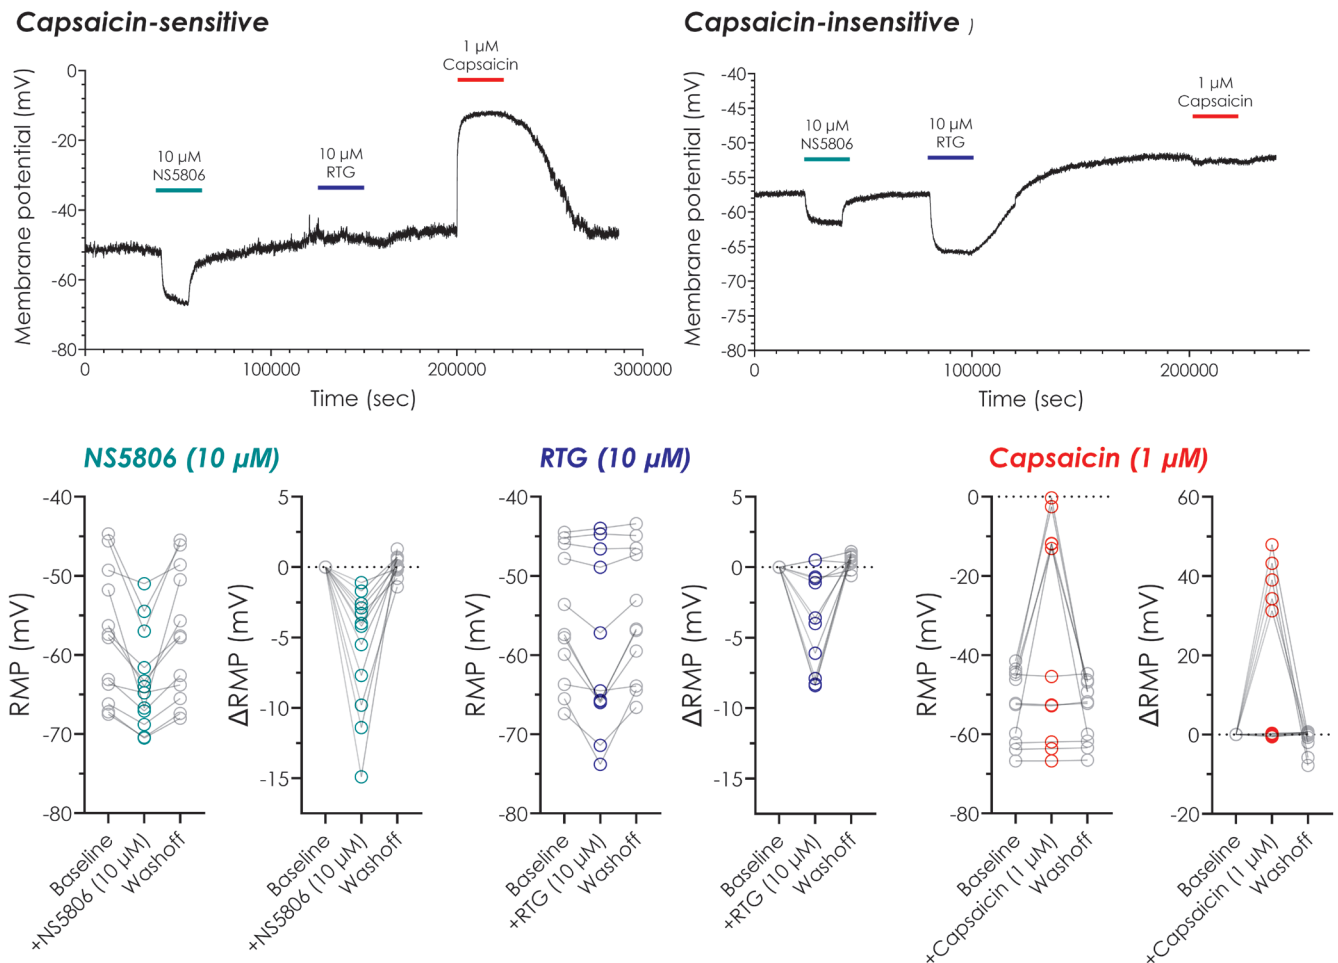 Capsaicin-sensitive
Membrane potential (mV)
0
-20
-40
-60
-80
10 µM
NS5806
10 µM
RTG
1 µM
Capsaicin
0
100000
200000
300000
Time (sec)
Capsaicin-insensitive )
Membrane potential (mV)
-40
-45
-50
-55
-60
-65
-70
-75
-80
10 µM
NS5806
10 µM
RTG
1 µM
Capsaicin
0
100000
200000
Time (sec)
NS5806 (10 µM)
RMP (mV)
-40
-50
-60
-70
-80
Baseline
+NS5806 (10 µM)
Washoff
ΔRMP (mV)
5
0
-5
-10
-15
Baseline
+NS5806 (10 µM)
Washoff
RTG (10 µM)
RMP (mV)
-40
-50
-60
-70
-80
Baseline
+RTG (10 µM)
Washoff
ΔRMP (mV)
5
0
-5
-10
-15
Baseline
+RTG (10 µM)
Washoff
Capsaicin (1 µM)
RMP (mV)
0
-20
-40
-60
-80
Baseline
+Capsaicin (1 µM)
Washoff
ΔRMP (mV)
60
40
20
0
-20
Baseline
+Capsaicin (1 µM)
Washoff